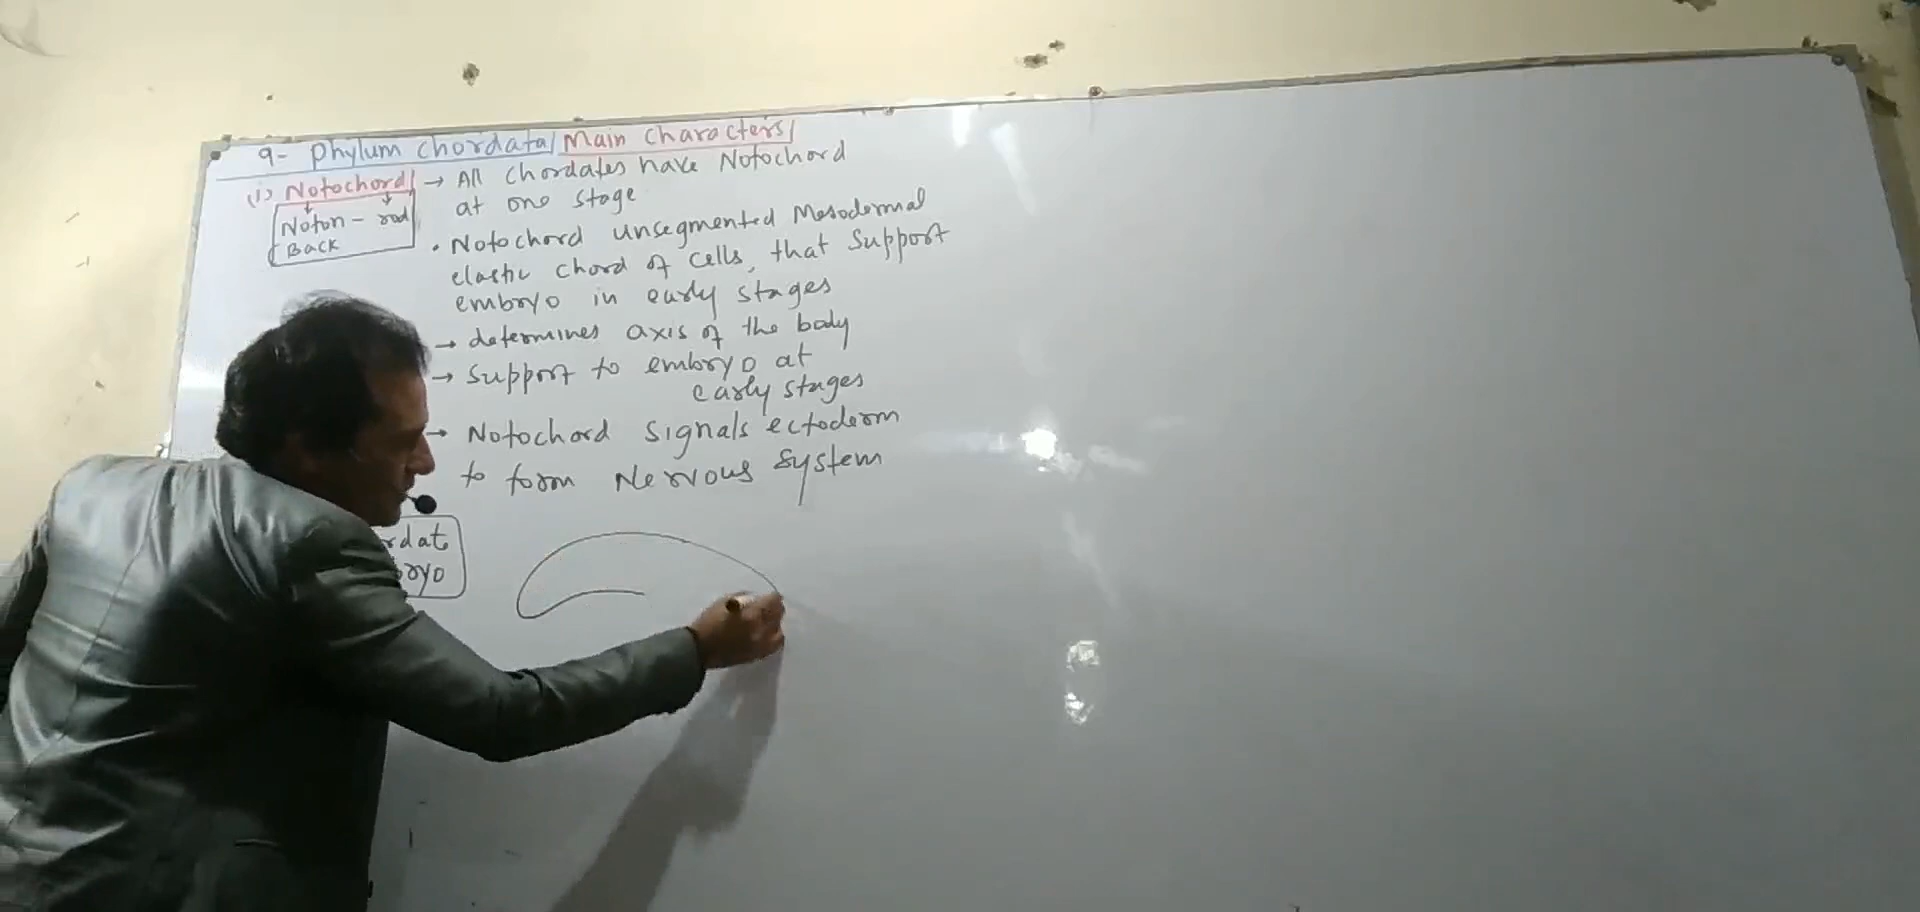 9- Phylum chordata/Main characters/
(i) Notochord/ → All chordates have Notochord
at one stage
Noton - rod
Back
• Notochord unsegmented Mesodermal
elastic chord of cells, that support
embryo in early stages
→ determines axis of the body
→ support to embryo at
early stages
→ Notochord signals ectoderm
to form Nervous system
rdate
ryo